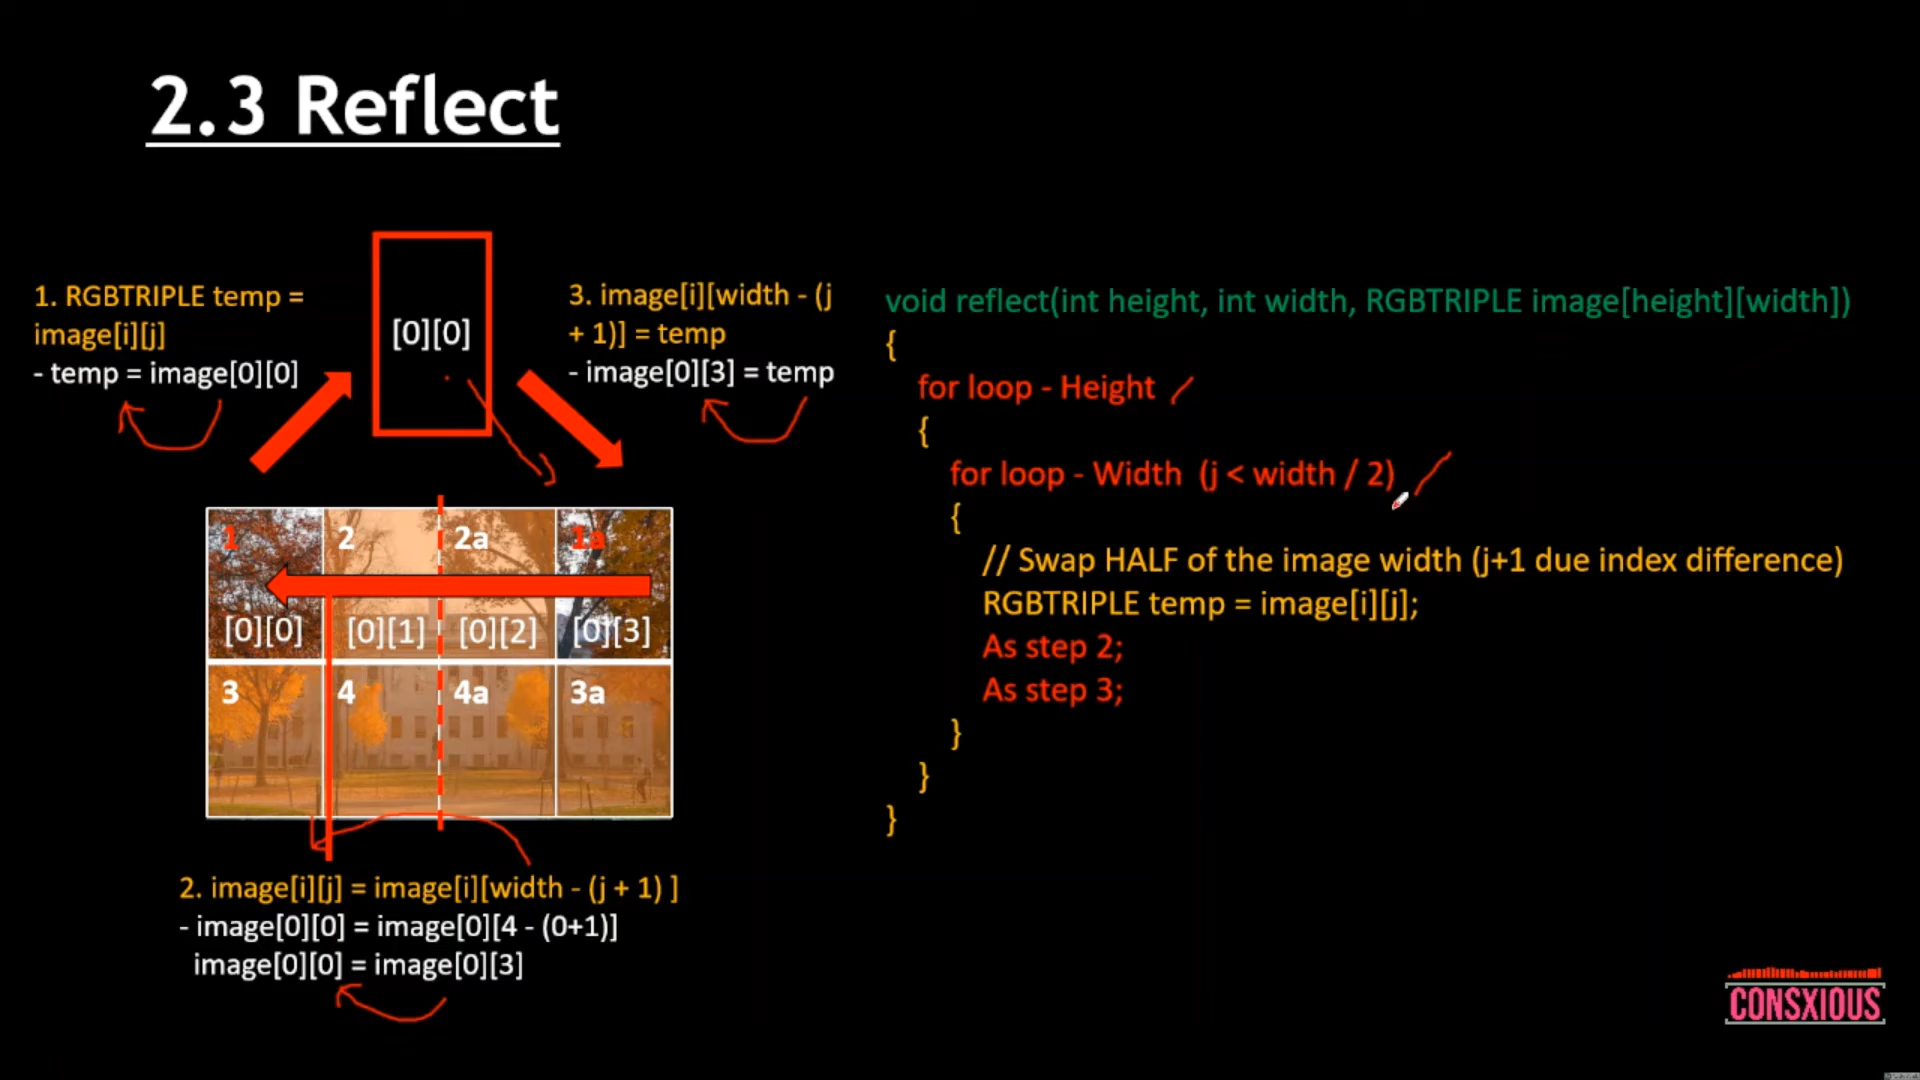 2.3 Reflect
1. RGBTRIPLE temp =
image[i][j]
- temp = image[0][0]
[0][0]
3. image[i][width - (j
+ 1)] = temp
- image[0][3] = temp
1
2
2a
1a
[0][0]
[0][1]
[0][2]
[0][3]
3
4
4a
3a
2. image[i][j] = image[i][width - (j + 1) ]
- image[0][0] = image[0][4 - (0+1)]
image[0][0] = image[0][3]
void reflect(int height, int width, RGBTRIPLE image[height][width])
{
for loop - Height
{
for loop - Width (j < width / 2)
{
// Swap HALF of the image width (j+1 due index difference)
RGBTRIPLE temp = image[i][j];
As step 2;
As step 3;
}
}
}
CONSXIOUS